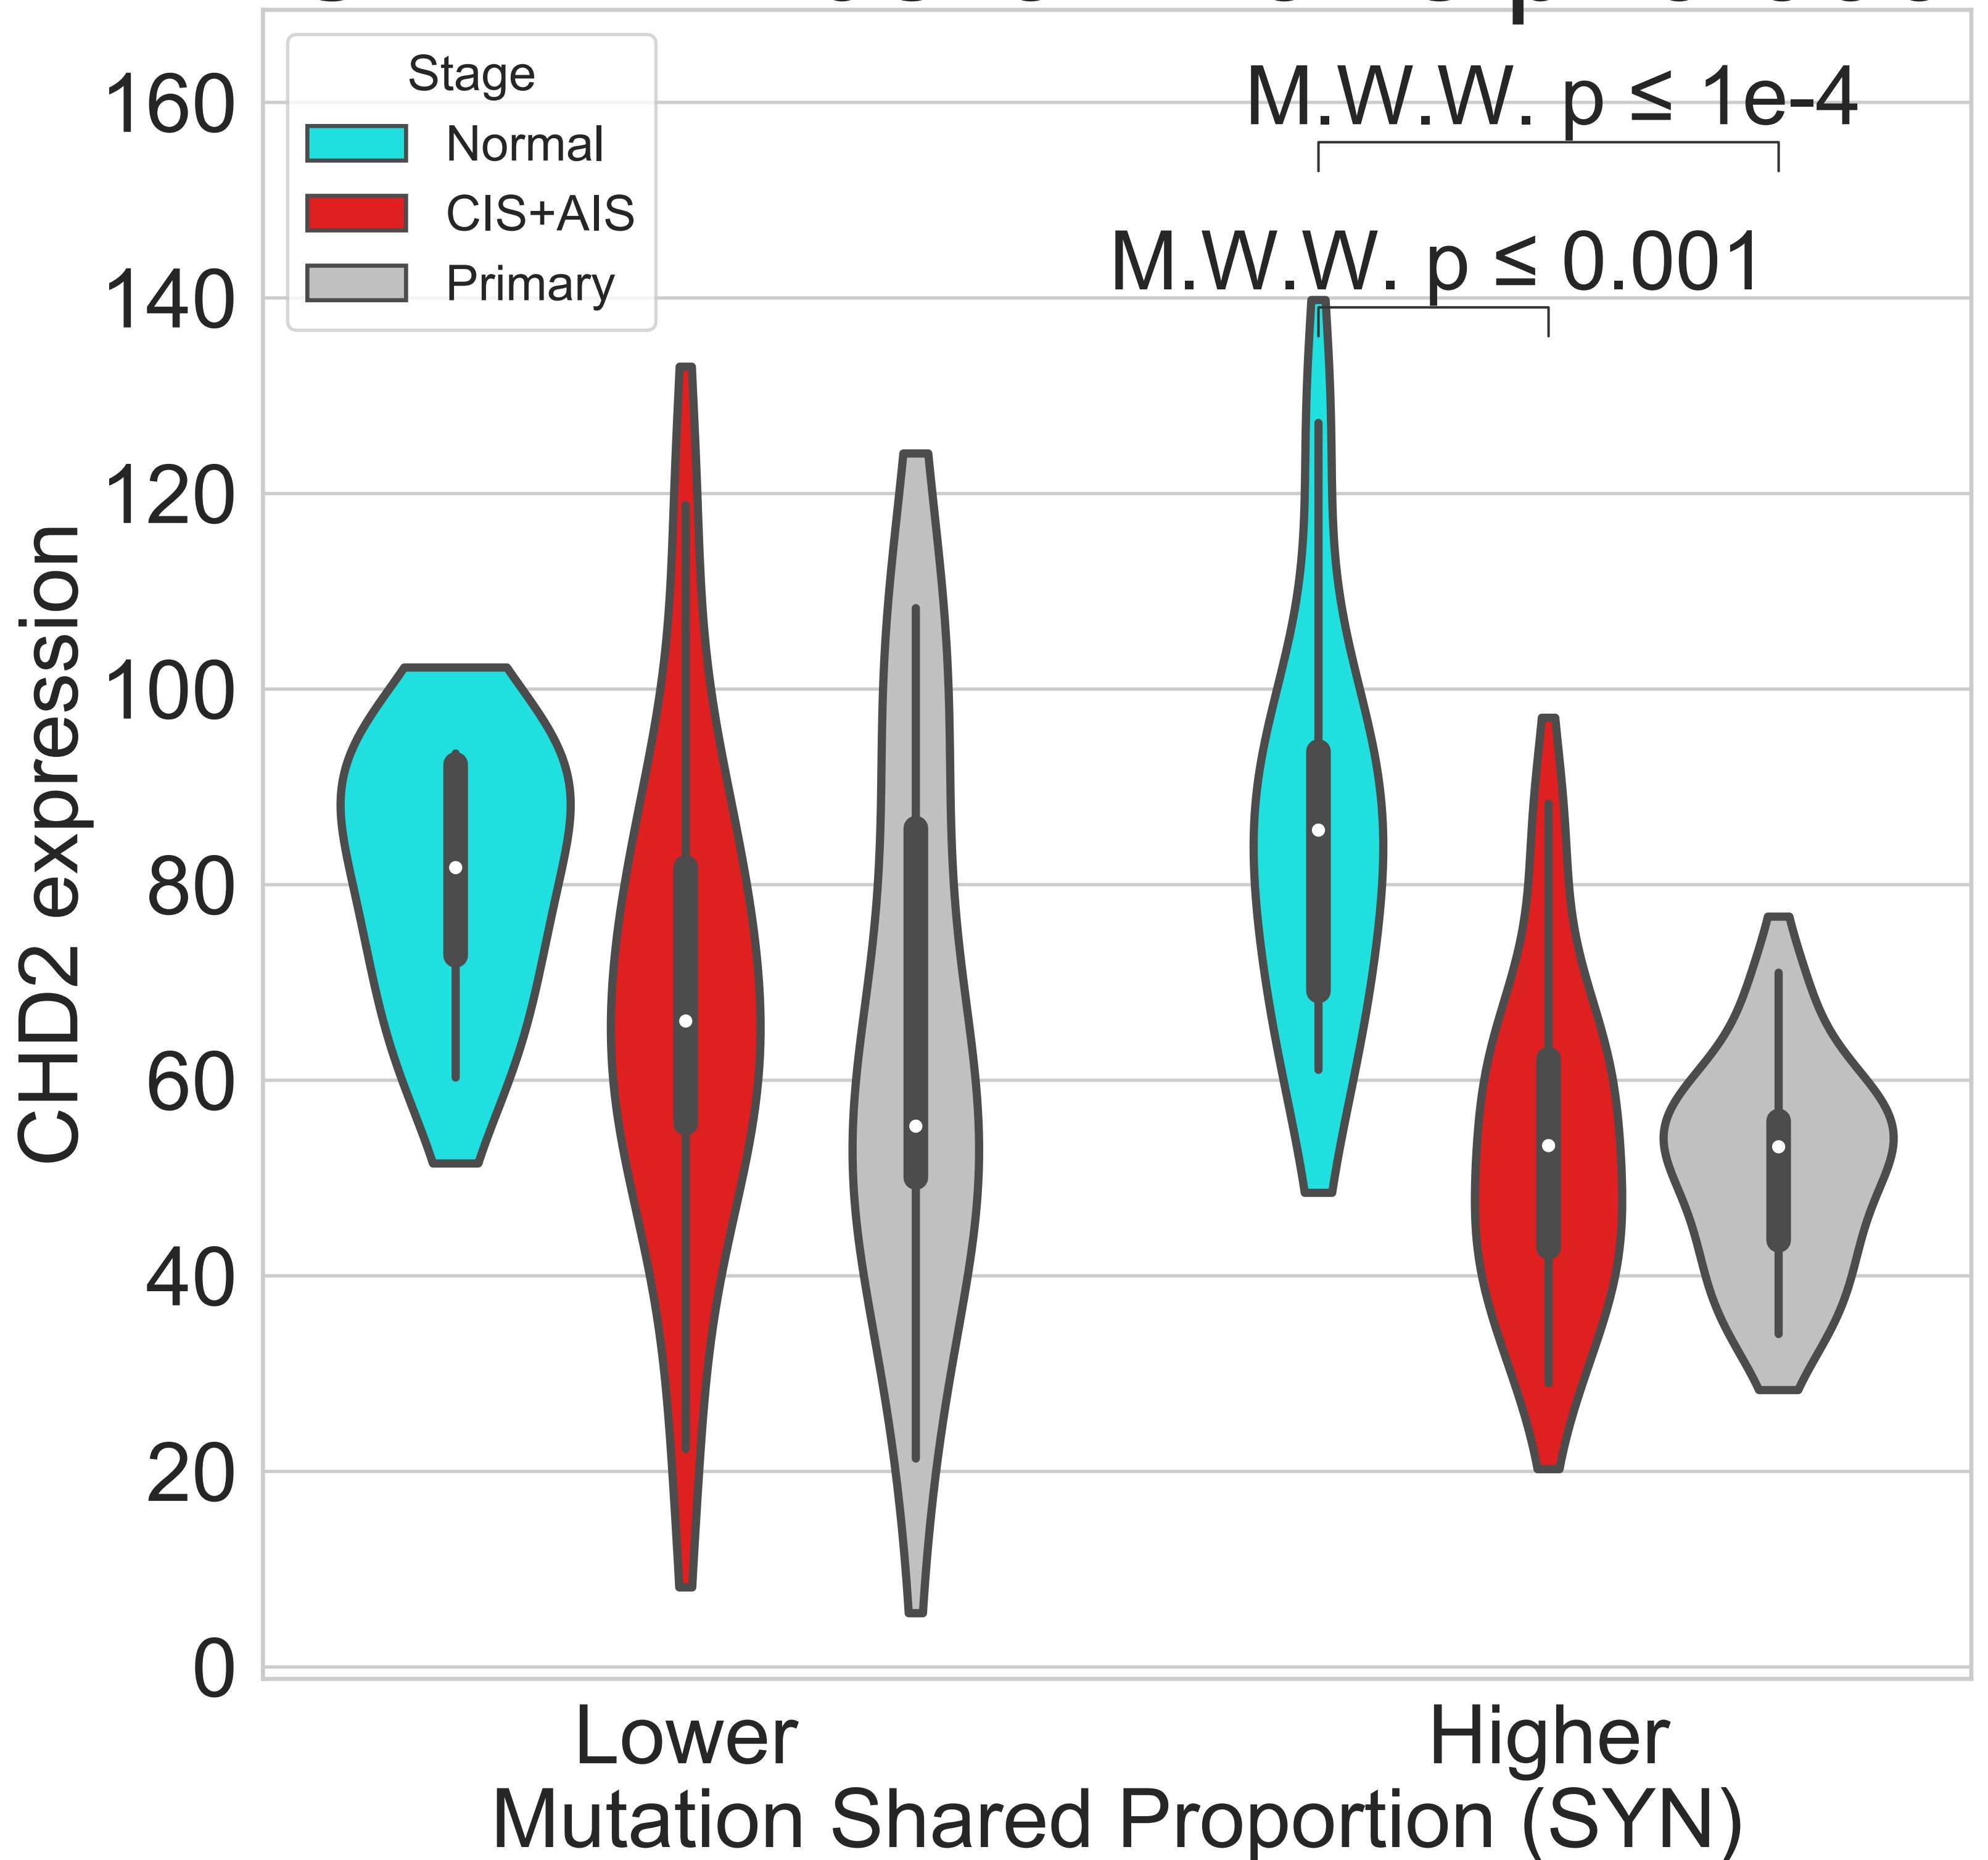 Stage
Normal
CIS+AIS
Primary
M.W.W. p ≤ 1e-4
M.W.W. p ≤ 0.001
160
140
120
100
80
60
40
20
0
CHD2 expression
Lower
Higher
Mutation Shared Proportion (SYN)